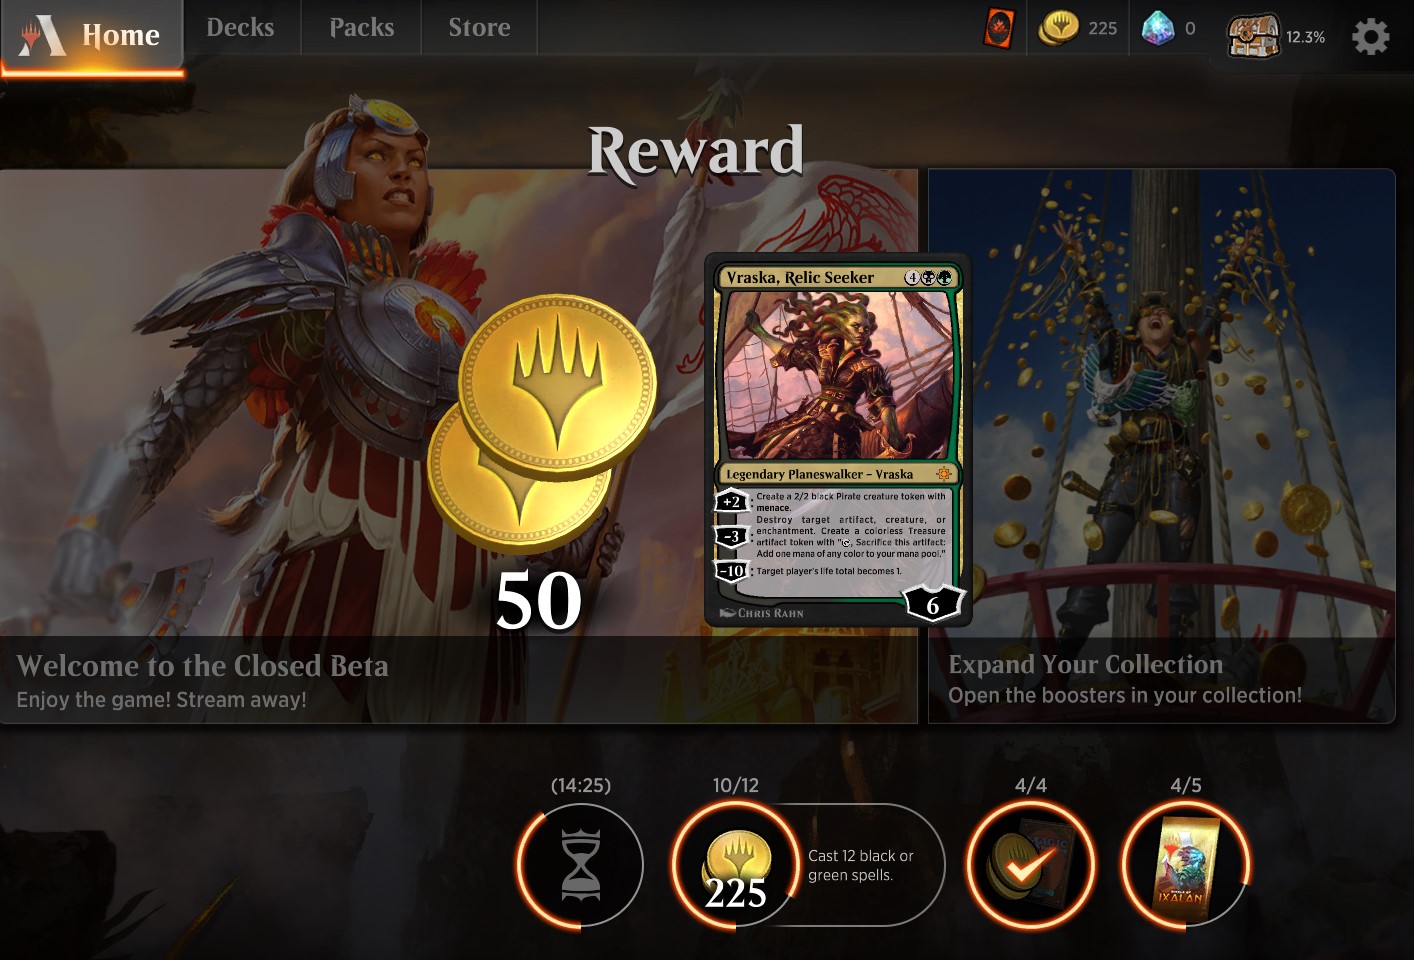 Home
Decks
Packs
Store
225
0
12.3%
Reward
Vraska, Relic Seeker
4
Legendary Planeswalker – Vraska
+2 : Create a 2/2 black Pirate creature token with
menace.
Destroy target artifact, creature, or
enchantment. Create a colorless Treasure
-3 : artifact token with " , Sacrifice this artifact:
Add one mana of any color to your mana pool."
-10 : Target player's life total becomes 1.
6
Chris Rahn
50
Welcome to the Closed Beta
Enjoy the game! Stream away!
Expand Your Collection
Open the boosters in your collection!
(14:25)
10/12
225
Cast 12 black or
green spells.
4/4
4/5
IXALAN